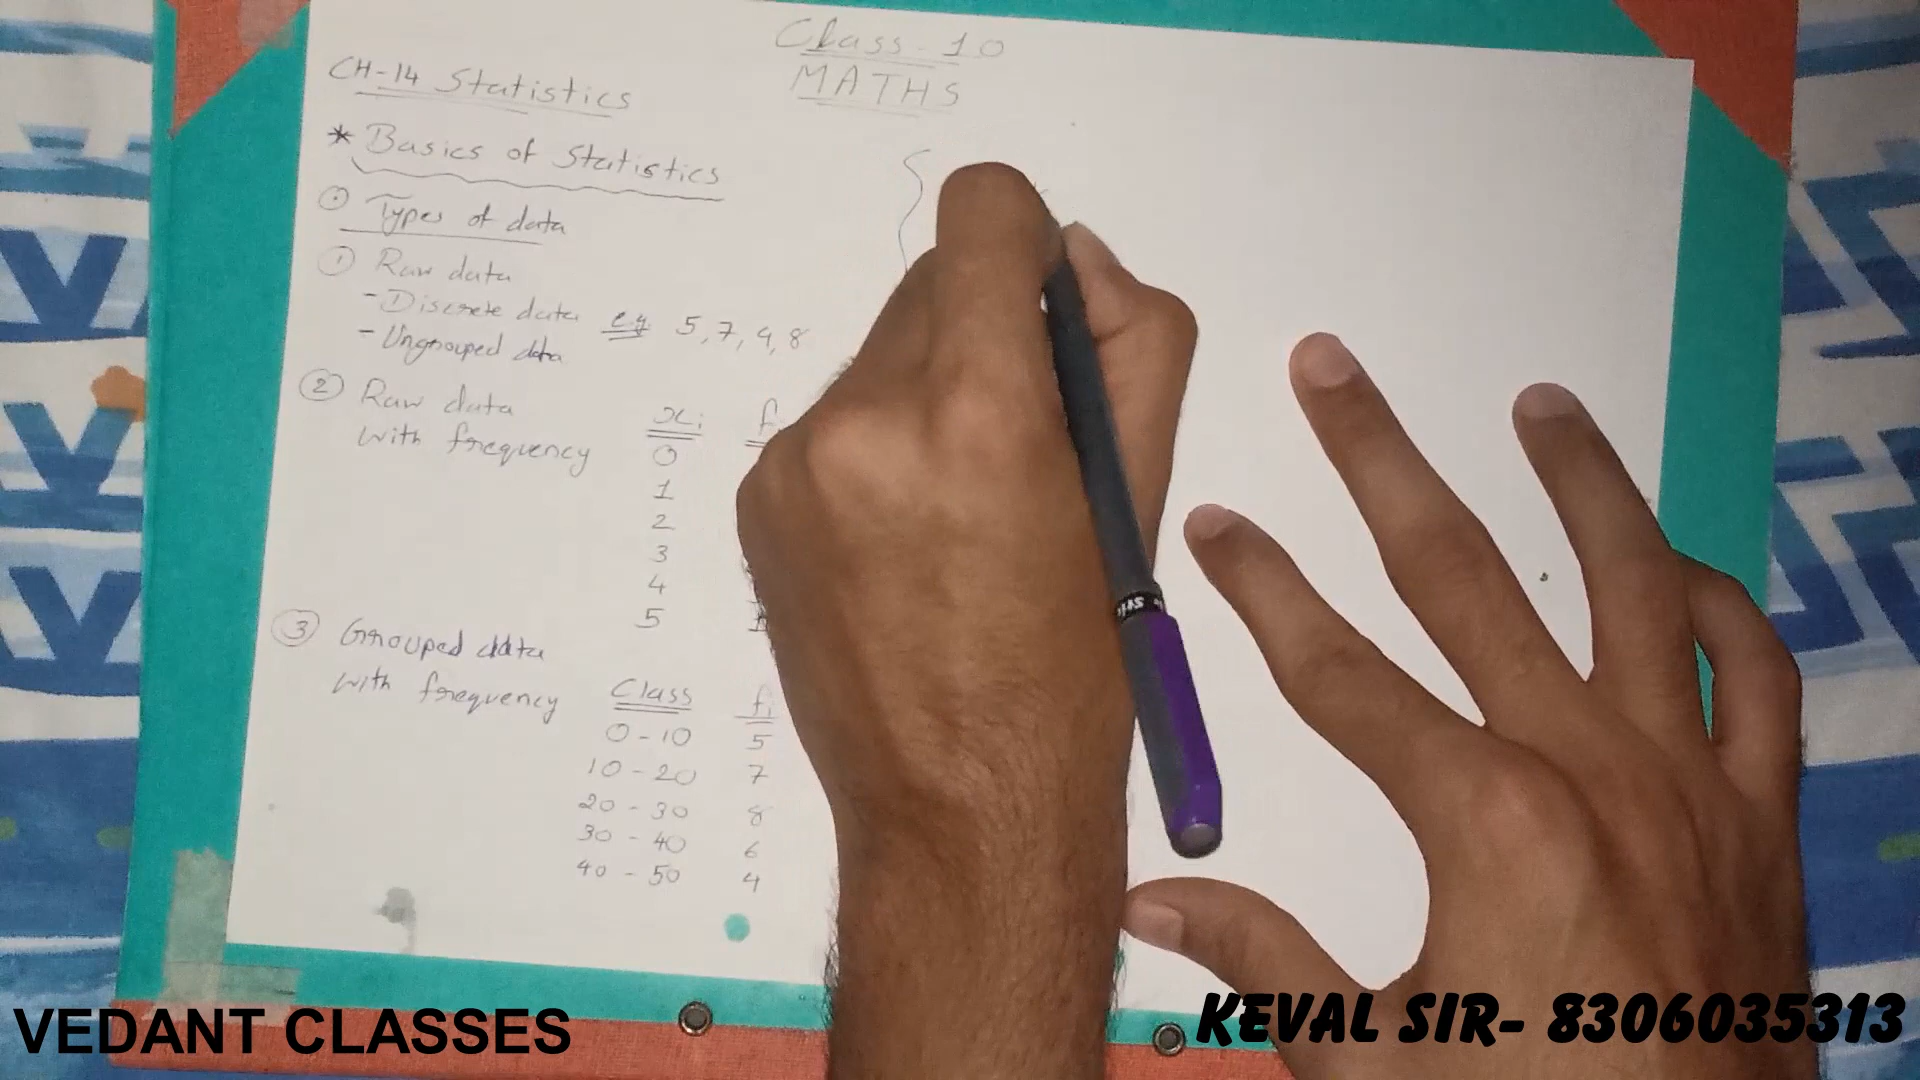 Class - 10
MATHS
CH-14 Statistics
* Basics of Statistics
Types of data
① Raw data
- Discrete data e.g. 5, 7, 9, 8
- Ungrouped data
② Raw data
with frequency
xi
0
1
2
3
4
5
③ Grouped data
with frequency
Class fi
0 - 10 5
10 - 20 7
20 - 30 8
30 - 40 6
40 - 50 4
VEDANT CLASSES
KEVAL SIR- 8306035313